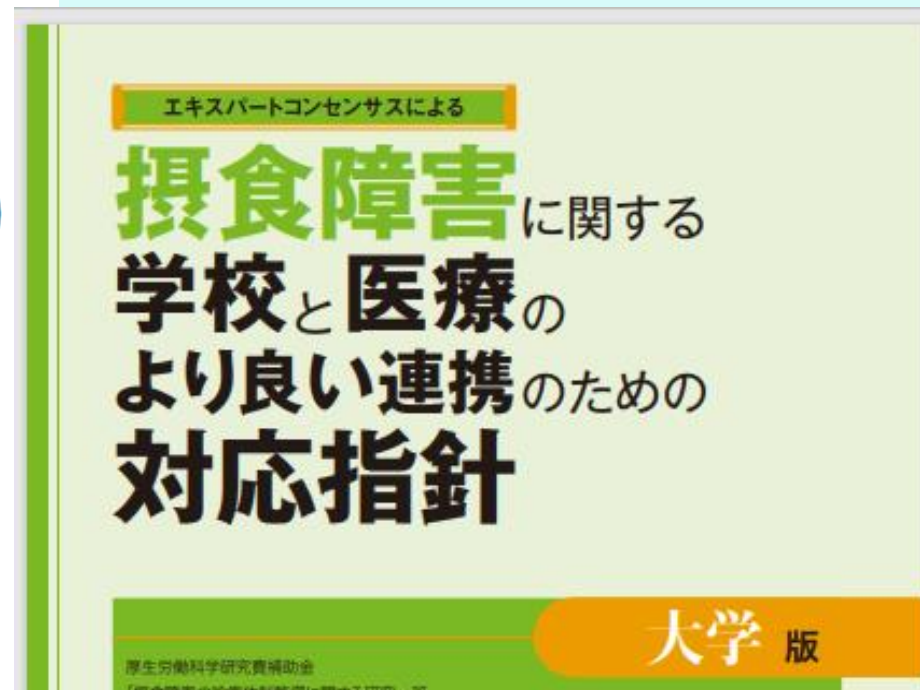 エキスパートコンセンサスによる
摂食障害に関する
学校と医療の
より良い連携のための
対応指針
大学 版
厚生労働科学研究費補助金